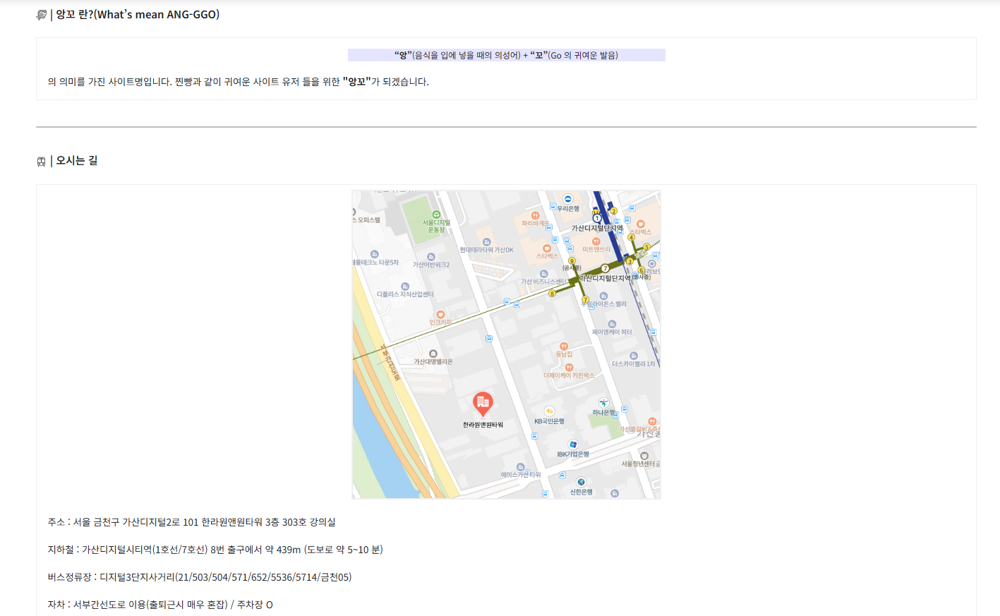 | 앙꼬 란?(What's mean ANG-GGO)
“앙”(음식을 입에 넣을 때의 의성어) + “꼬”(Go 의 귀여운 발음)
의 의미를 가진 사이트명입니다. 찐빵과 같이 귀여운 사이트 유저 들을 위한 "앙꼬"가 되겠습니다.
| 오시는 길
우리은행
2
1
스 오피스텔
서울디지털
운동장
파리바게뜨
가산디지털단지역
스타벅스
4
현대테라타워 가산DK
스타벅스
미트앤쓰리
5
가산어반워크2
9
(공사중)
7
3
6
가산 비즈니스센터
가산디지털단지역
디폴리스 지식산업센터
8
7
우림라이온스 밸리
인크커피
제이앤케이 히터
서부간선도로
가산대명벨리온
동남집
더스카이밸리 1차
더제이케이 키친박스
한라원앤원타워
KB국민은행
하나은행
IBK기업은행
에이스가산타워
서울청년센터 금
신한은행
주소 : 서울 금천구 가산디지털2로 101 한라원앤원타워 3층 303호 강의실
지하철 : 가산디지털시티역(1호선/7호선) 8번 출구에서 약 439m (도보로 약 5~10 분)
버스정류장 : 디지털3단지사거리(21/503/504/571/652/5536/5714/금천05)
자차 : 서부간선도로 이용(출퇴근시 매우 혼잡) / 주차장 O